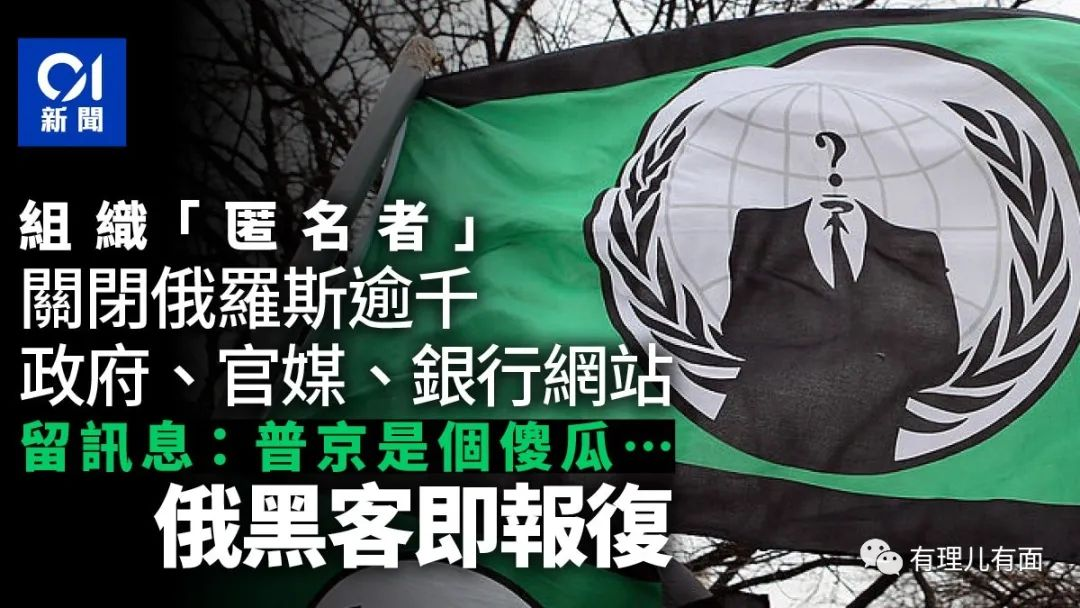 01
新聞
組織「匿名者」
關閉俄羅斯逾千
政府、官媒、銀行網站
留訊息：普京是個傻瓜…
俄黑客即報復
?
有理儿有面